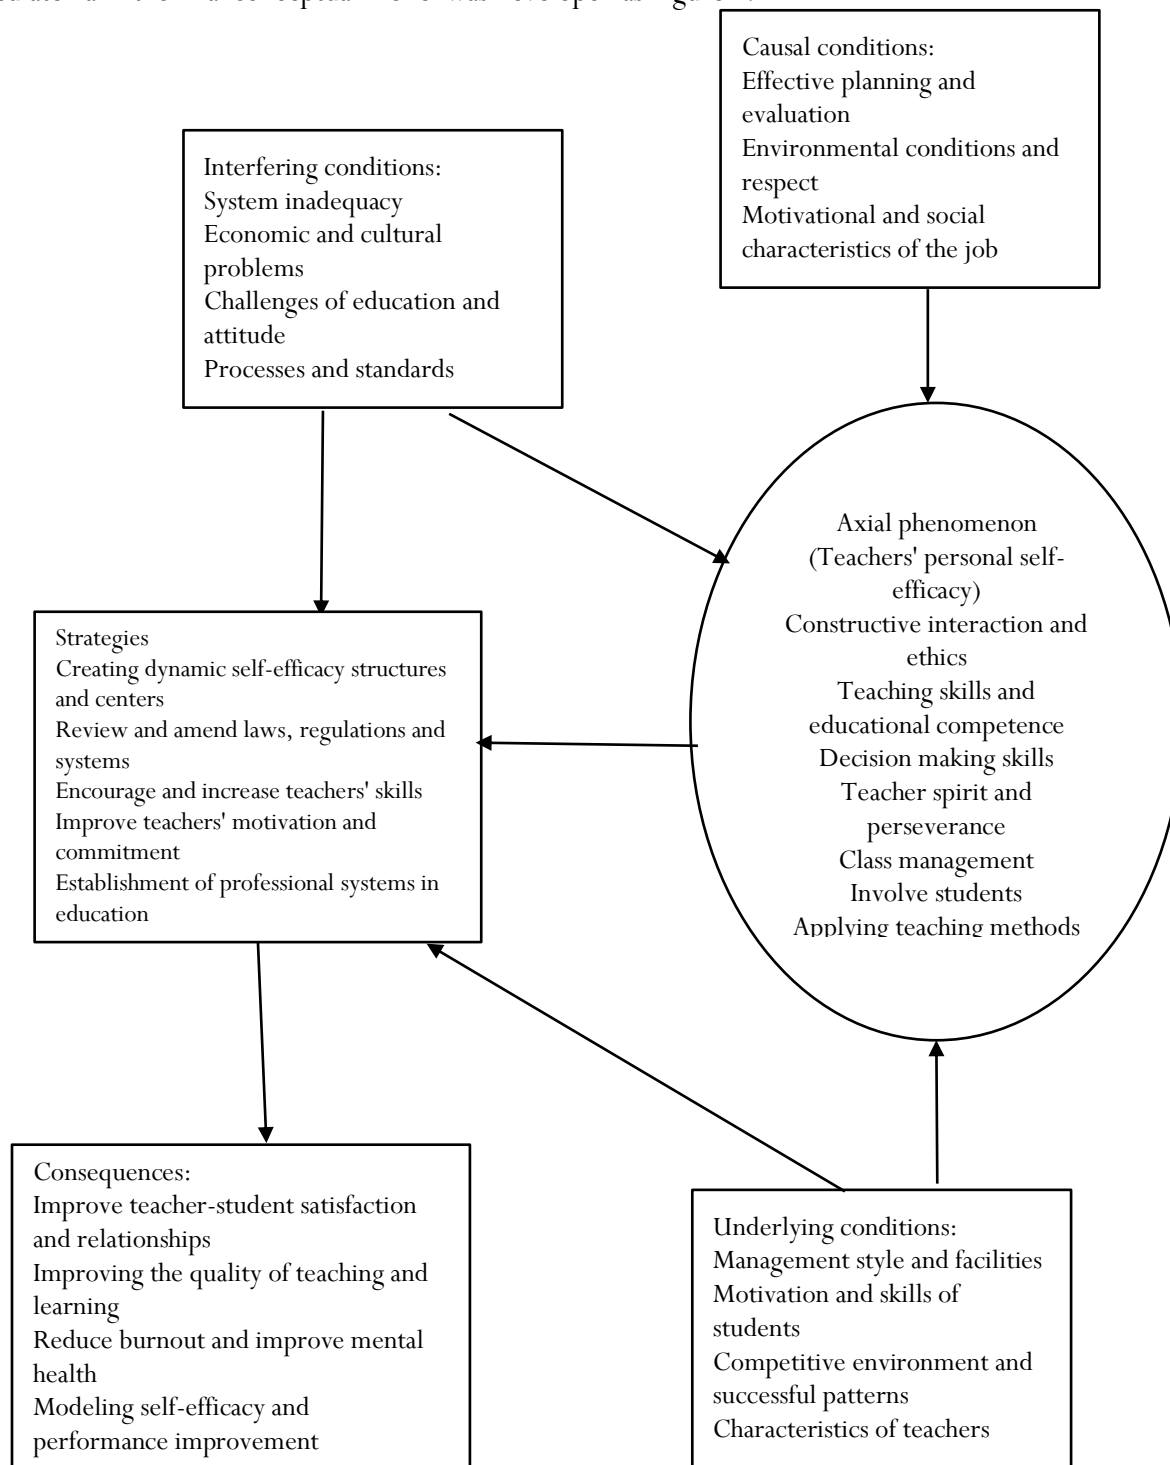 Causal conditions:
Effective planning and
evaluation
Environmental conditions and
respect
Motivational and social
characteristics of the job
Interfering conditions:
System inadequacy
Economic and cultural
problems
Challenges of education and
attitude
Processes and standards
Axial phenomenon
(Teachers' personal self-
efficacy)
Constructive interaction and
ethics
Teaching skills and
educational competence
Decision making skills
Teacher spirit and
perseverance
Class management
Involve students
Applying teaching methods
Strategies
Creating dynamic self-efficacy structures
and centers
Review and amend laws, regulations and
systems
Encourage and increase teachers' skills
Improve teachers' motivation and
commitment
Establishment of professional systems in
education
Consequences:
Improve teacher-student satisfaction
and relationships
Improving the quality of teaching and
learning
Reduce burnout and improve mental
health
Modeling self-efficacy and
performance improvement
Underlying conditions:
Management style and facilities
Motivation and skills of
students
Competitive environment and
successful patterns
Characteristics of teachers